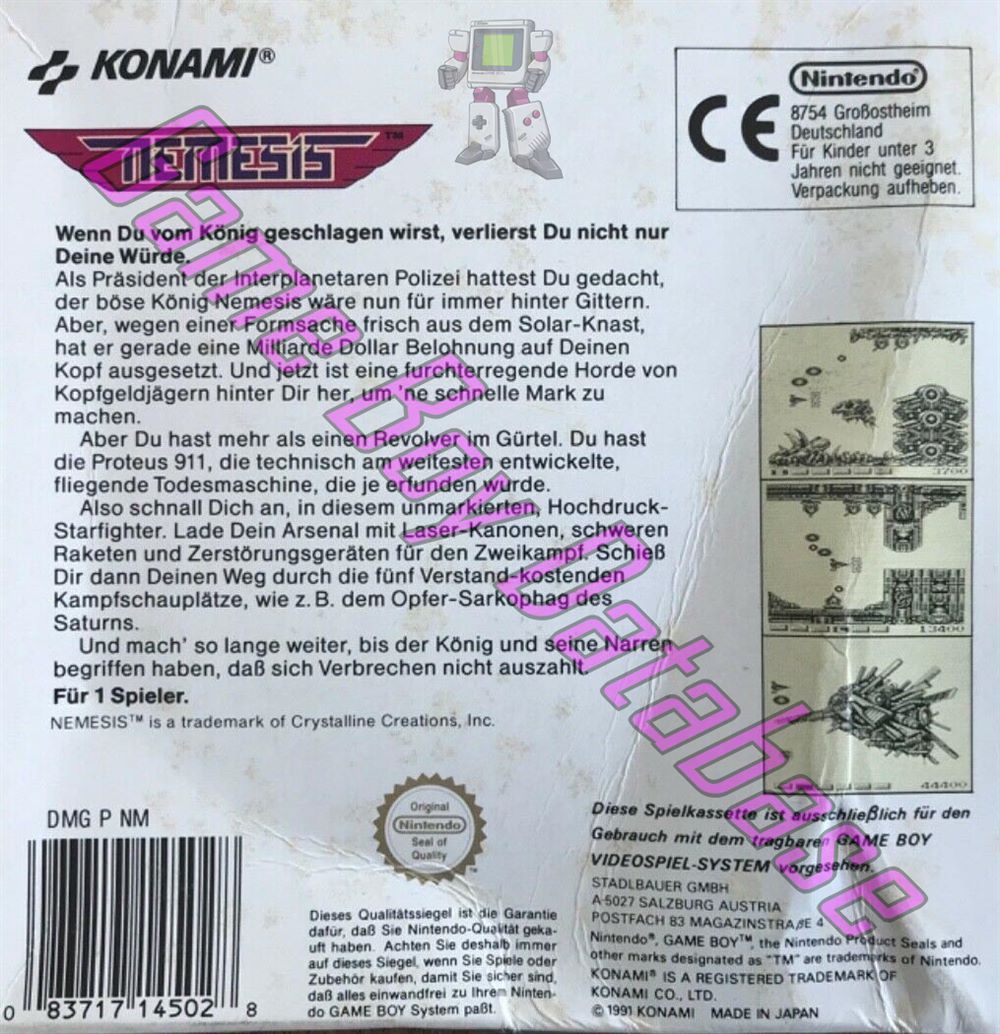 KONAMI®
NEMESIS™
Nintendo®
CE
8754 Großostheim
Deutschland
Für Kinder unter 3
Jahren nicht geeignet.
Verpackung aufheben.
Wenn Du vom König geschlagen wirst, verlierst Du nicht nur
Deine Würde.
Als Präsident der Interplanetaren Polizei hattest Du gedacht,
der böse König Nemesis wäre nun für immer hinter Gittern.
Aber, wegen einer Formsache frisch aus dem Solar-Knast,
hat er gerade eine Milliarde Dollar Belohnung auf Deinen
Kopf ausgesetzt. Und jetzt ist eine furchterregende Horde von
Kopfgeldjägern hinter Dir her, um 'ne schnelle Mark zu
machen.
Aber Du hast mehr als einen Revolver im Gürtel. Du hast
die Proteus 911, die technisch am weitesten entwickelte,
fliegende Todesmaschine, die je erfunden wurde.
Also schnall Dich an, in diesem unmarkierten, Hochdruck-
Starfighter. Lade Dein Arsenal mit Laser-Kanonen, schweren
Raketen und Zerstörungsgeräten für den Zweikampf. Schieß
Dir dann Deinen Weg durch die fünf Verstand-kostenden
Kampfschauplätze, wie z. B. dem Opfer-Sarkophag des
Saturns.
Und mach' so lange weiter, bis der König und seine Narren
begriffen haben, daß sich Verbrechen nicht auszahlt.
Für 1 Spieler.
NEMESIS™ is a trademark of Crystalline Creations, Inc.
3700
13400
44400
Game Boy Database
DMG P NM
0 83717 14502 8
Original
Nintendo
Seal of
Quality
™
Dieses Qualitätssiegel ist die Garantie
dafür, daß Sie Nintendo-Qualität geka-
uft haben. Achten Sie deshalb immer
auf dieses Siegel, wenn Sie Spiele oder
Zubehör kaufen, damit Sie sicher sind,
daß alles einwandfrei zu Ihrem Ninten-
do GAME BOY System paßt.
Diese Spielkassette ist ausschließlich für den
Gebrauch mit dem tragbaren GAME BOY
VIDEOSPIEL-SYSTEM vorgesehen.
STADLBAUER GMBH
A-5027 SALZBURG AUSTRIA
POSTFACH 83 MAGAZINSTRAßE 4
Nintendo®, GAME BOY™, the Nintendo Product Seals and
other marks designated as "TM" are trademarks of Nintendo.
KONAMI® IS A REGISTERED TRADEMARK OF
KONAMI CO., LTD.
© 1991 KONAMI MADE IN JAPAN